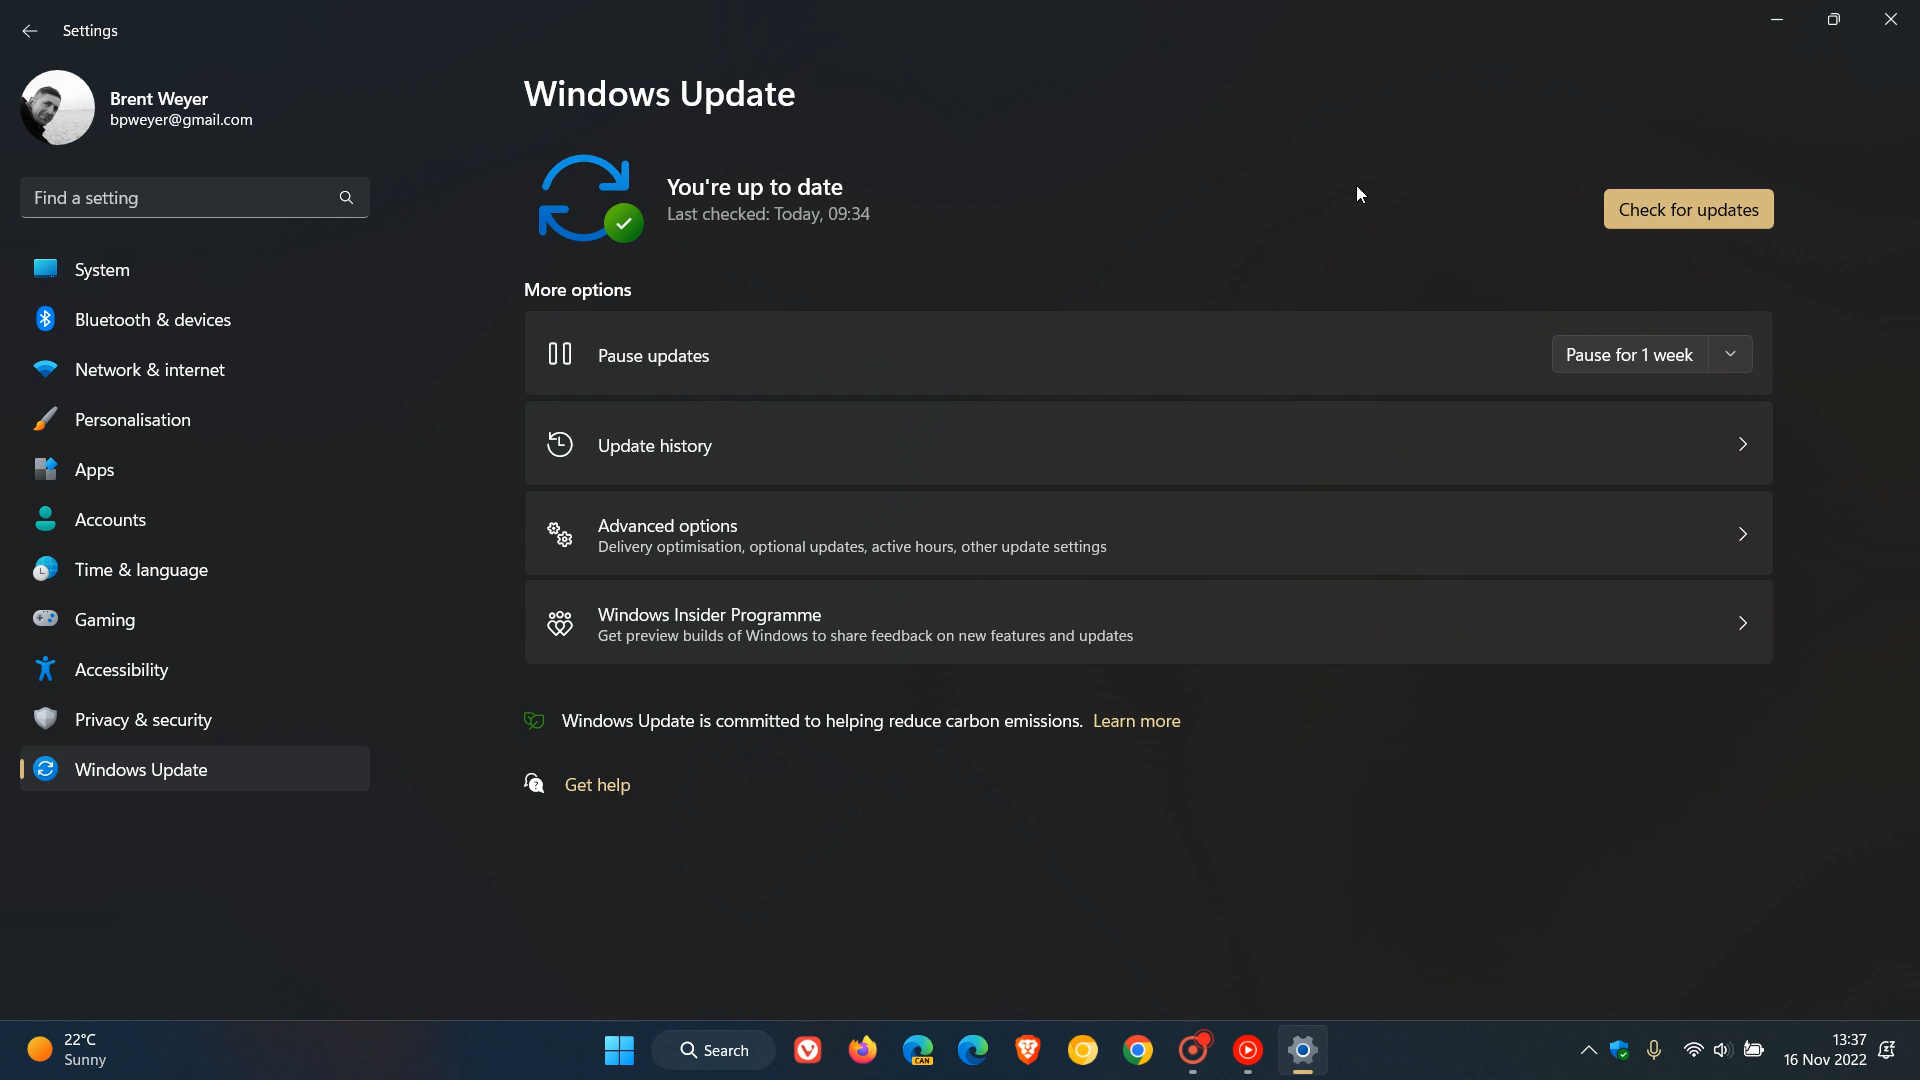 Settings
Brent Weyer
bpweyer@gmail.com
Find a setting
System
Bluetooth & devices
Network & internet
Personalisation
Apps
Accounts
Time & language
Gaming
Accessibility
Privacy & security
Windows Update
Windows Update
You're up to date
Last checked: Today, 09:34
Check for updates
More options
Pause updates
Pause for 1 week
Update history
Advanced options
Delivery optimisation, optional updates, active hours, other update settings
Windows Insider Programme
Get preview builds of Windows to share feedback on new features and updates
Windows Update is committed to helping reduce carbon emissions. Learn more
Get help
22°C
Sunny
Search
CAN
13:37
16 Nov 2022